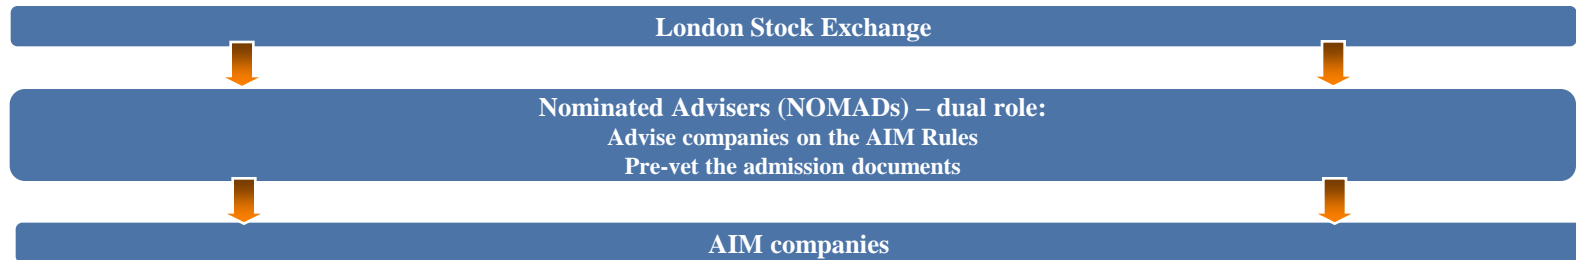 London Stock Exchange
Nominated Advisers (NOMADs) – dual role:
Advise companies on the AIM Rules
Pre-vet the admission documents
AIM companies